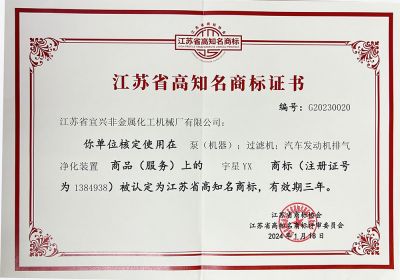 江苏省高知名商标
江苏省高知名商标证书
编号：G20230020
江苏省宜兴非金属化工机械厂有限公司：
你单位核定使用在 泵（机器）；过滤机；汽车发动机排气
净化装置 商品（服务）上的 宇星YX 商标（注册证号
为 1384938）被认定为江苏省高知名商标，有效期三年。
江苏省商标协会
江苏省高知名商标评审委员会
2024年1月16日